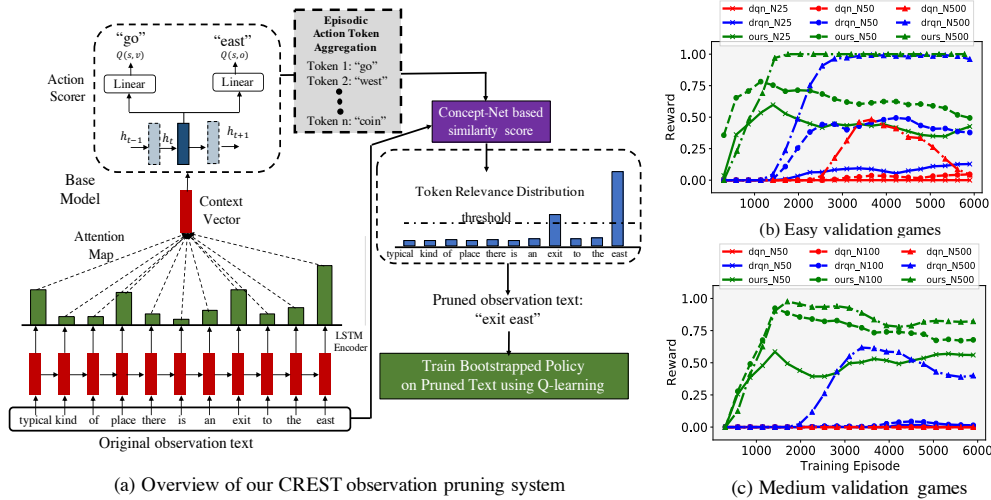 “go”
“east”
Q(s,v)
Q(s,o)
Linear
Linear
Action
Scorer
h_{t-1}
h_t
h_{t+1}
Base
Model
Context
Vector
Attention
Map
LSTM
Encoder
typical kind of place there is an exit to the east
Original observation text
Episodic
Action Token
Aggregation
Token 1: “go”
Token 2: “west”
Token n: “coin”
Concept-Net based
similarity score
Token Relevance Distribution
threshold
typical kind of place there is an exit to the east
Pruned observation text:
“exit east”
Train Bootstrapped Policy
on Pruned Text using Q-learning
(a) Overview of our CREST observation pruning system
dqn_N25 dqn_N50 dqn_N500
drqn_N25 drqn_N50 drqn_N500
ours_N25 ours_N50 ours_N500
Reward
1.00
0.75
0.50
0.25
0.00
1000 2000 3000 4000 5000 6000
(b) Easy validation games
dqn_N50 dqn_N100 dqn_N500
drqn_N50 drqn_N100 drqn_N500
ours_N50 ours_N100 ours_N500
Reward
1.00
0.75
0.50
0.25
0.00
1000 2000 3000 4000 5000 6000
Training Episode
(c) Medium validation games